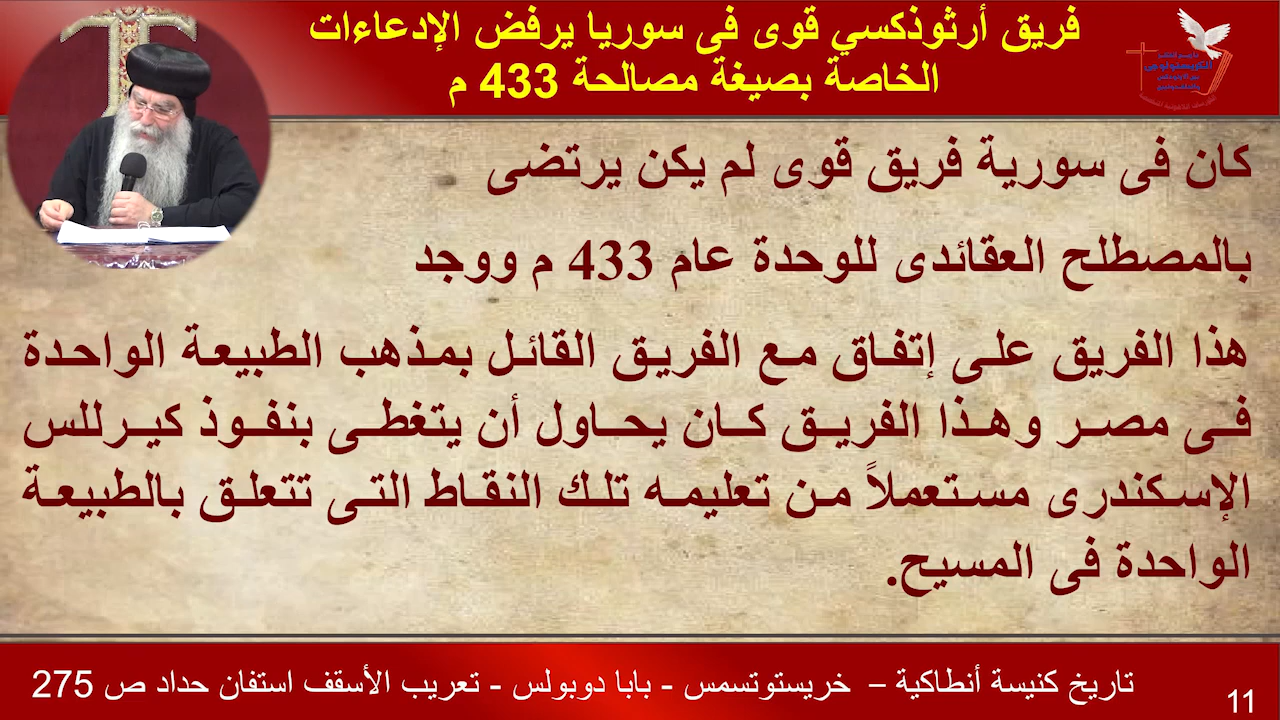 فريق أرثوذكسي قوى فى سوريا يرفض الإدعاءات
الخاصة بصيغة مصالحة 433 م
كان فى سورية فريق قوى لم يكن يرتضى
بالمصطلح العقائدى للوحدة عام 433 م ووجد
هذا الفريق على إتفاق مع الفريق القائل بمذهب الطبيعة الواحدة
فى مصر وهذا الفريق كان يحاول أن يتغطى بنفوذ كيرللس
الإسكندرى مستعملاً من تعليمه تلك النقاط التى تتعلق بالطبيعة
الواحدة فى المسيح.
تاريخ كنيسة أنطاكية – خريستوتسمس - بابا دوبولس - تعريب الأسقف استفان حداد ص 275
11